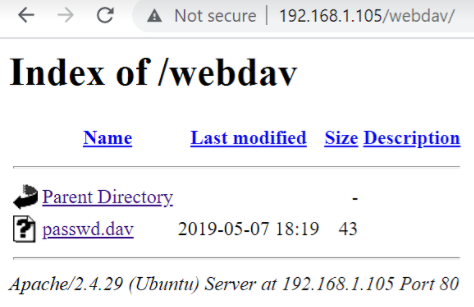 Not secure | 192.168.1.105/webdav/
Index of /webdav
Name Last modified Size Description
Parent Directory -
passwd.dav 2019-05-07 18:19 43
Apache/2.4.29 (Ubuntu) Server at 192.168.1.105 Port 80